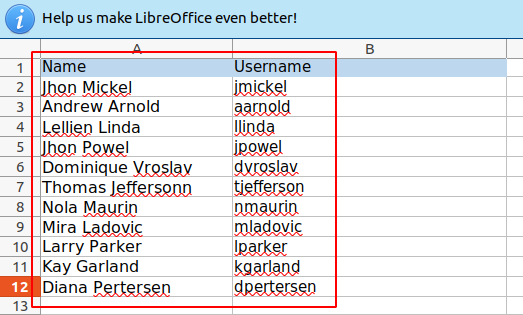 Help us make LibreOffice even better!
A B
1 Name Username
2 Jhon Mickel jmickel
3 Andrew Arnold aarnold
4 Lellien Linda llinda
5 Jhon Powel jpowel
6 Dominique Vroslav dvroslav
7 Thomas Jeffersonn tjefferson
8 Nola Maurin nmaurin
9 Mira Ladovic mladovic
10 Larry Parker lparker
11 Kay Garland kgarland
12 Diana Pertersen dpertersen
13